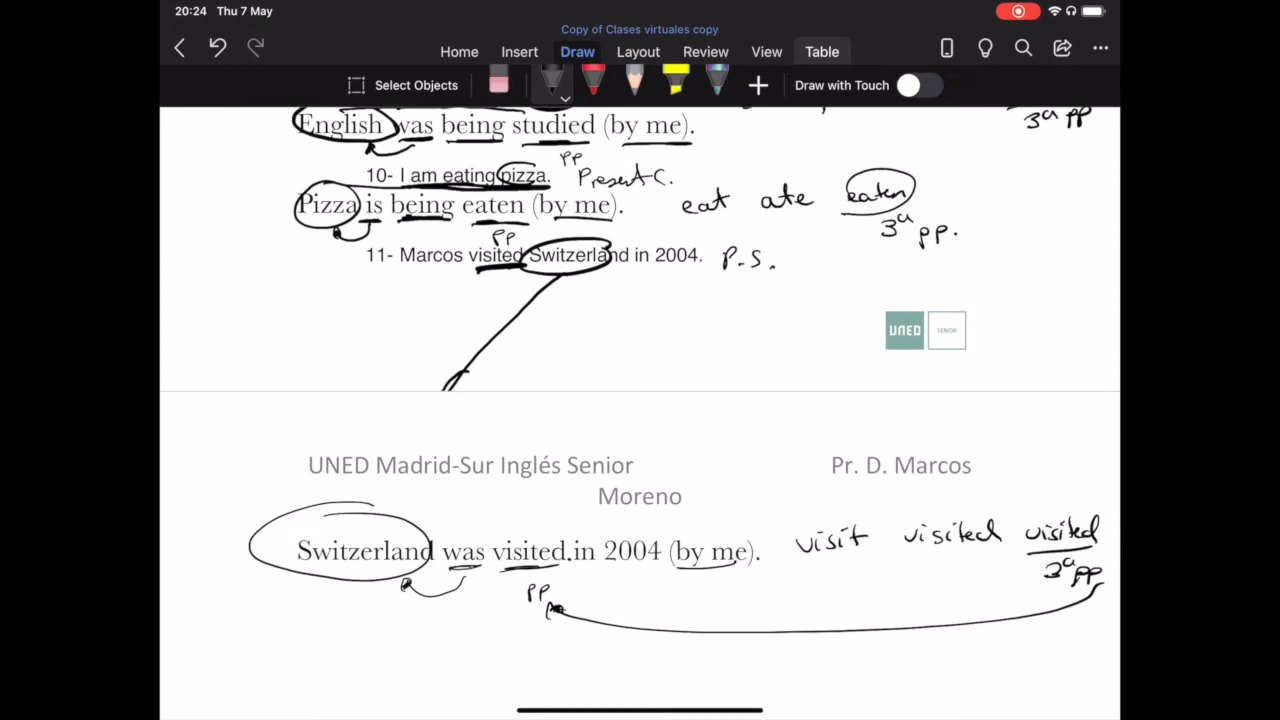 20:24 Thu 7 May
Copy of Clases virtuales copy
Home Insert Draw Layout Review View Table
Select Objects Draw with Touch
English was being studied (by me).
3ª pp
pp
10- I am eating pizza. Present C.
Pizza is being eaten (by me). eat ate eaten
3ª pp.
pp
11- Marcos visited Switzerland in 2004. P.S.
UNED SENIOR
UNED Madrid-Sur Inglés Senior Pr. D. Marcos
Moreno
Switzerland was visited in 2004 (by me). visit visited visited
3ª pp
pp